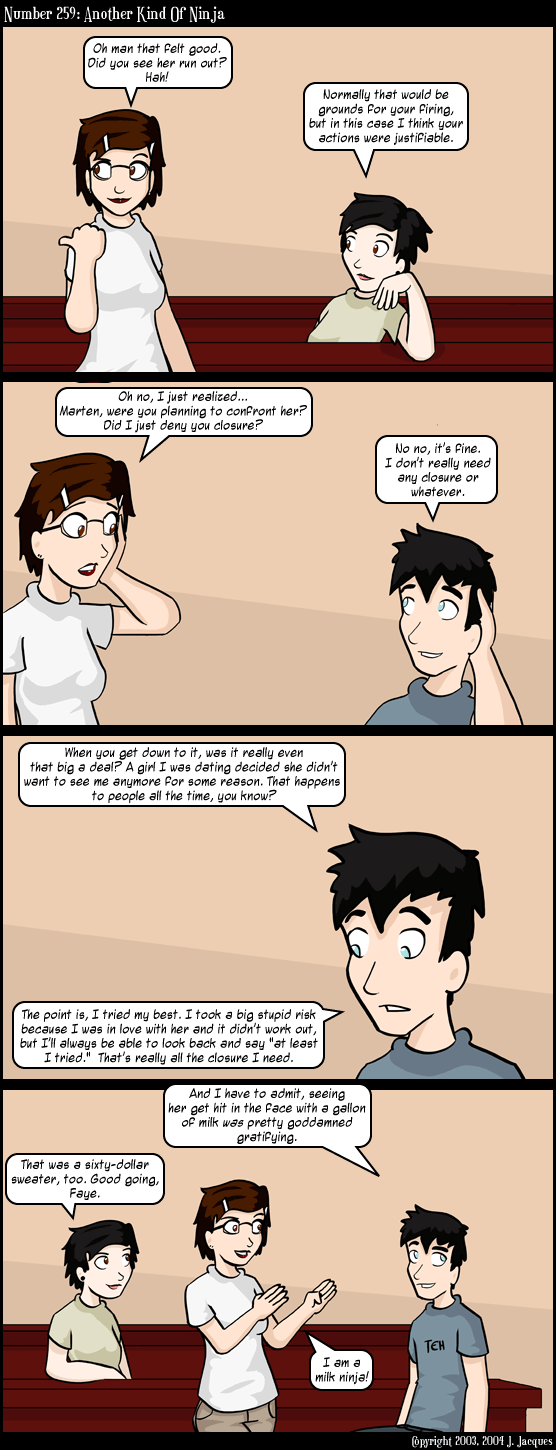 Number 259: Another Kind Of Ninja
Oh man that felt good.
Did you see her run out?
Hah!
Normally that would be
grounds for your firing,
but in this case I think your
actions were justifiable.
Oh no, I just realized...
Marten, were you planning to confront her?
Did I just deny you closure?
No no, it's fine.
I don't really need
any closure or
whatever.
When you get down to it, was it really even
that big a deal? A girl I was dating decided she didn't
want to see me anymore for some reason. That happens
to people all the time, you know?
The point is, I tried my best. I took a big stupid risk
because I was in love with her and it didn't work out,
but I'll always be able to look back and say "at least
I tried." That's really all the closure I need.
And I have to admit, seeing
her get hit in the face with a gallon
of milk was pretty goddamned
gratifying.
That was a sixty-dollar
sweater, too. Good going,
Faye.
I am a
milk ninja!
TEH
Copyright 2003, 2004 J. Jacques